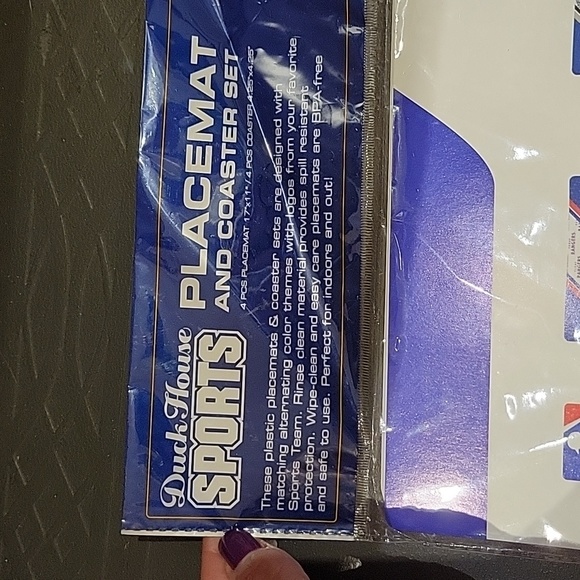 Duck House
SPORTS
PLACEMAT
AND COASTER SET
4 PCS PLACEMAT 17"x11"/ 4 PCS COASTER 4.25"x4.25"
These plastic placemats & coaster sets are designed with
matching alternating color themes with logos from your favorite
Sports Team. Rinse clean material provides spill resistant
protection. Wipe-clean and easy care placemats are BPA-free
and safe to use. Perfect for indoors and out!
RANGERS